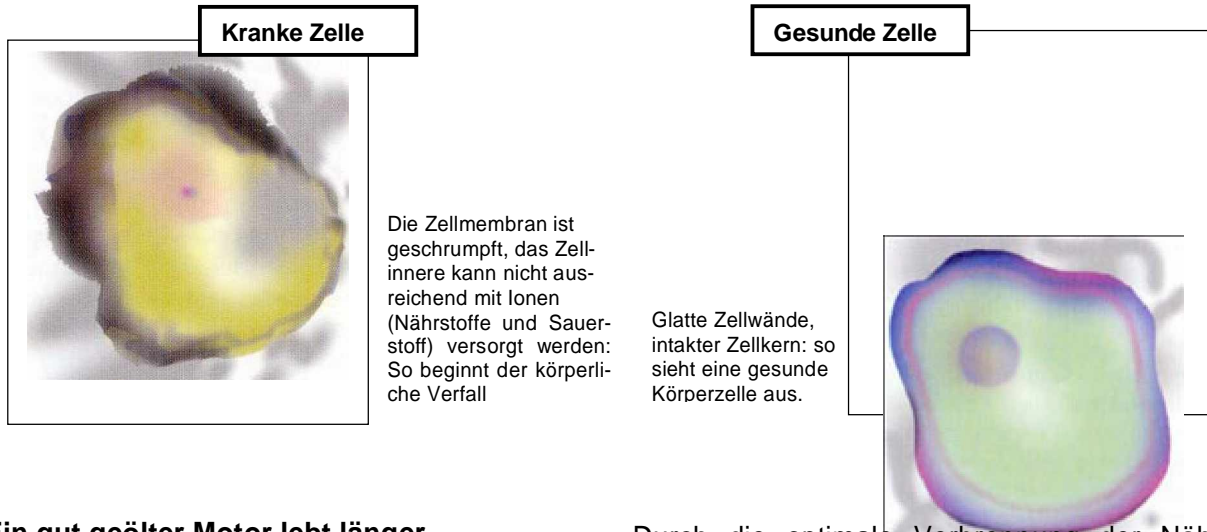 Kranke Zelle
Gesunde Zelle
Die Zellmembran ist
geschrumpft, das Zell-
innere kann nicht aus-
reichend mit Ionen
(Nährstoffe und Sauer-
stoff) versorgt werden:
So beginnt der körperli-
che Verfall
Glatte Zellwände,
intakter Zellkern: so
sieht eine gesunde
Körperzelle aus.
gut geölter Motor lebt länger
Durch die optimale Verbrennung der